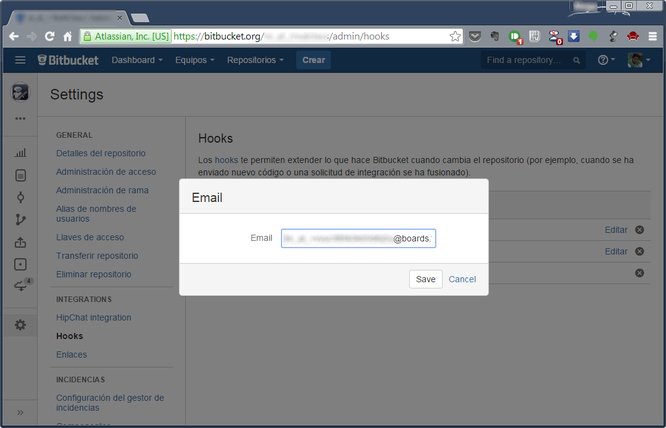 Atlassian, Inc. [US] https://bitbucket.org/ /admin/hooks
Bitbucket Dashboard Equipos Repositorios Crear Find a repository...
Settings
GENERAL
Detalles del repositorio
Administración de acceso
Administración de rama
Alias de nombres de
usuarios
Llaves de acceso
Transferir repositorio
Eliminar repositorio
INTEGRATIONS
HipChat integration
Hooks
Enlaces
INCIDENCIAS
Configuración del gestor de
incidencias
4
Hooks
Los hooks te permiten extender lo que hace Bitbucket cuando cambia el repositorio (por ejemplo, cuando se ha
enviado nuevo código o una solicitud de integración se ha fusionado).
Editar
Editar
Email
Email @boards.
Save Cancel